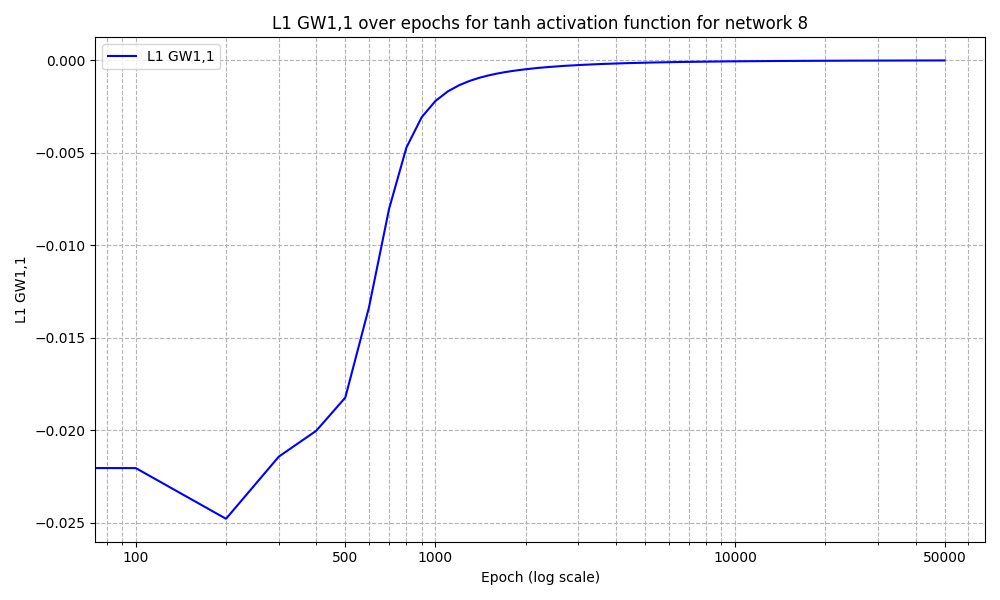 L1 GW1,1 over epochs for tanh activation function for network 8
L1 GW1,1
0.000
−0.005
−0.010
−0.015
−0.020
−0.025
L1 GW1,1
100
500
1000
10000
50000
Epoch (log scale)